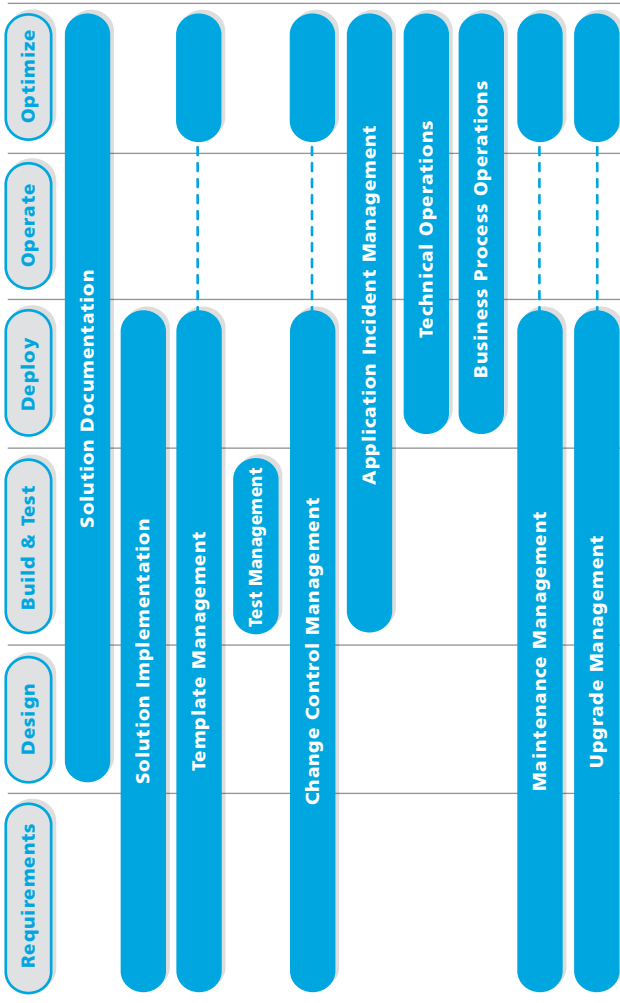 Requirements
Design
Build & Test
Deploy
Operate
Optimize
Solution Documentation
Solution Implementation
Template Management
Test Management
Change Control Management
Application Incident Management
Technical Operations
Business Process Operations
Maintenance Management
Upgrade Management